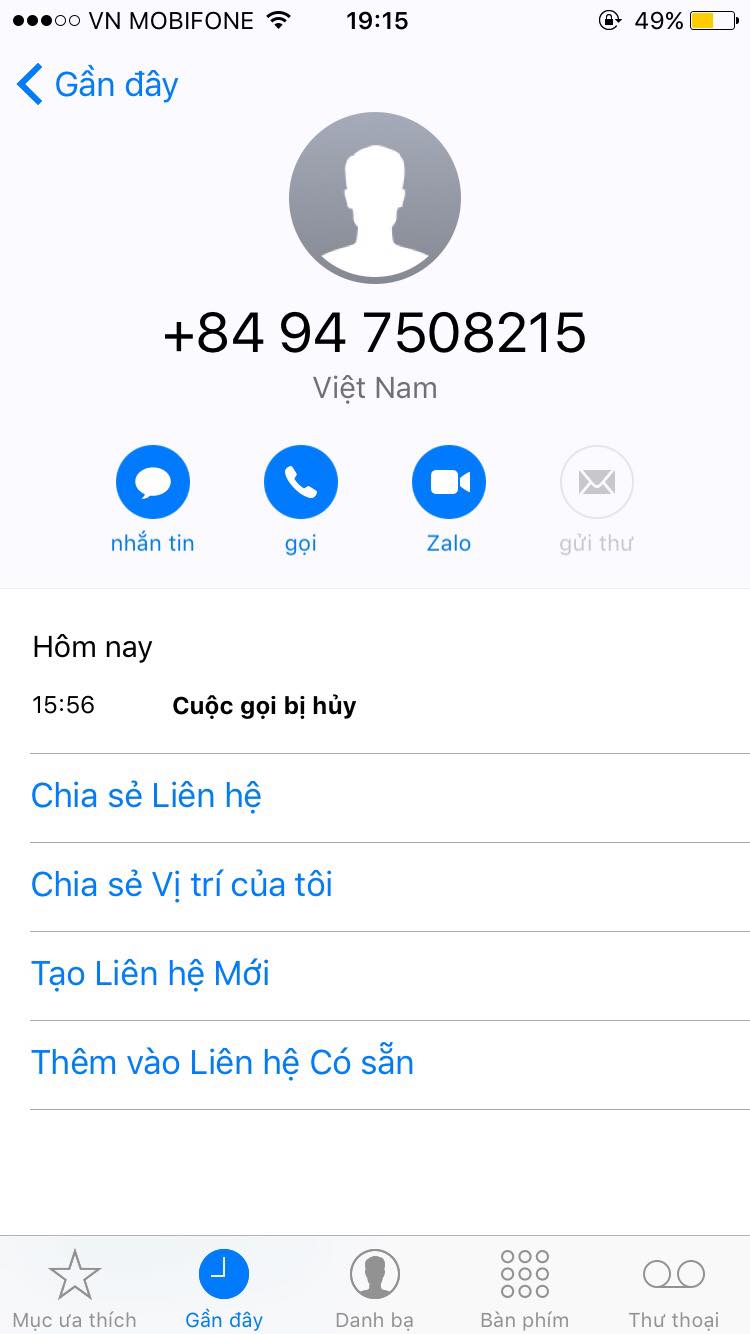 VN MOBIFONE 19:15 49%
Gần đây
+84 94 7508215
Việt Nam
nhắn tin gọi Zalo gửi thư
Hôm nay
15:56 Cuộc gọi bị hủy
Chia sẻ Liên hệ
Chia sẻ Vị trí của tôi
Tạo Liên hệ Mới
Thêm vào Liên hệ Có sẵn
Mục ưa thích Gần đây Danh bạ Bàn phím Thư thoại